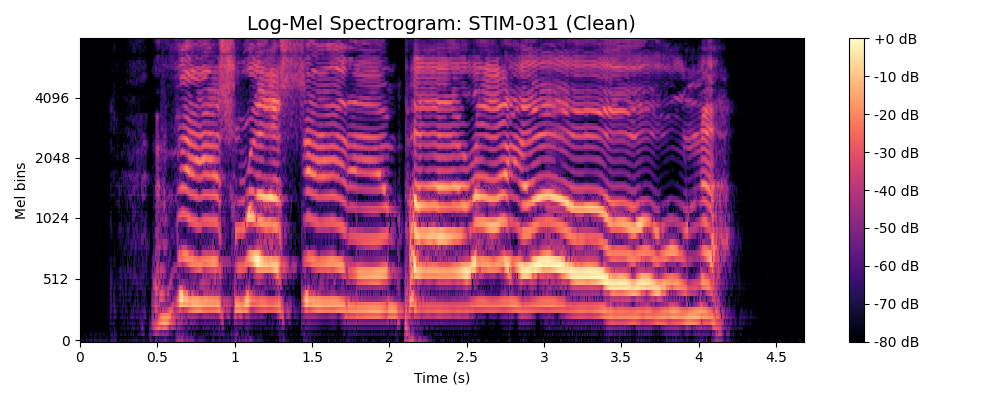 Log-Mel Spectrogram: STIM-031 (Clean)
Mel bins
4096
2048
1024
512
0
0 0.5 1 1.5 2 2.5 3 3.5 4 4.5
Time (s)
+0 dB
-10 dB
-20 dB
-30 dB
-40 dB
-50 dB
-60 dB
-70 dB
-80 dB